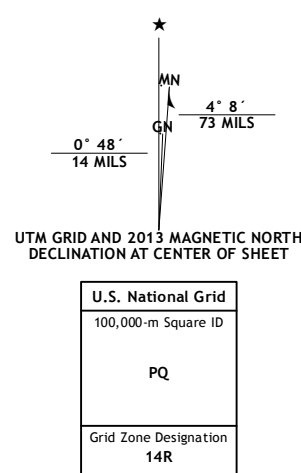 MN
4° 8´
73 MILS
GN
0° 48´
14 MILS
UTM GRID AND 2013 MAGNETIC NORTH
DECLINATION AT CENTER OF SHEET
U.S. National Grid
100,000-m Square ID
PQ
Grid Zone Designation
14R